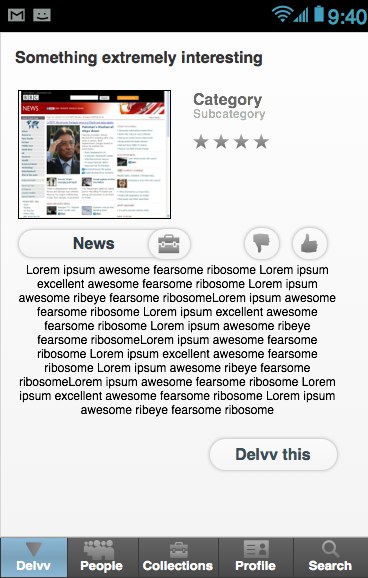 9:40
Something extremely interesting
BBC
NEWS
Category
Subcategory
News
Lorem ipsum awesome fearsome ribosome Lorem ipsum
excellent awesome fearsome ribosome Lorem ipsum
awesome ribeye fearsome ribosomeLorem ipsum awesome
fearsome ribosome Lorem ipsum excellent awesome
fearsome ribosome Lorem ipsum awesome ribeye
fearsome ribosomeLorem ipsum awesome fearsome
ribosome Lorem ipsum excellent awesome fearsome
ribosome Lorem ipsum awesome ribeye fearsome
ribosomeLorem ipsum awesome fearsome ribosome Lorem
ipsum excellent awesome fearsome ribosome Lorem ipsum
awesome ribeye fearsome ribosome
Delvv this
Delvv
People
Collections
Profile
Search